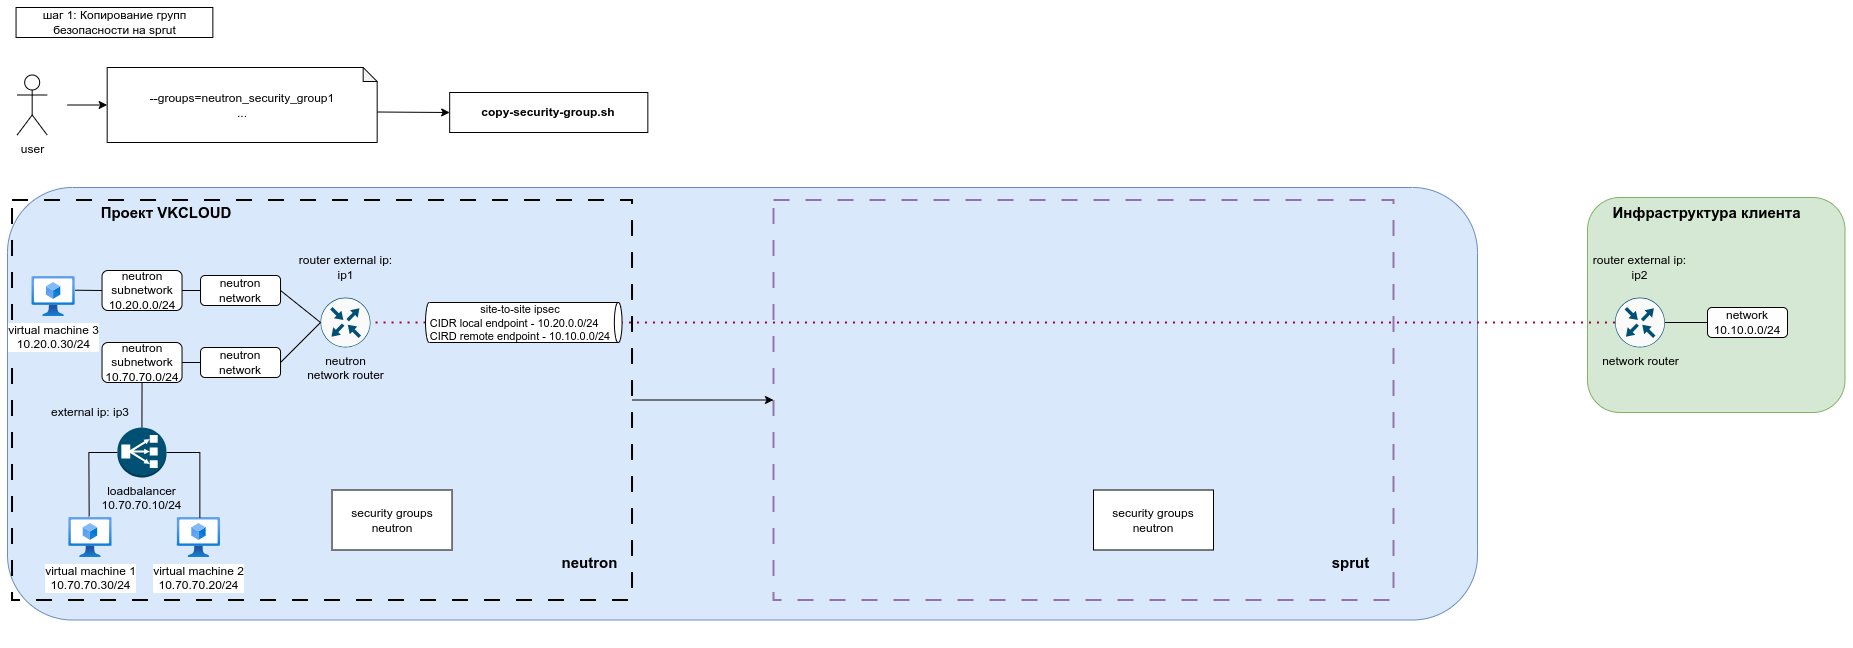 шаг 1: Копирование групп
безопасности на sprut
--groups=neutron_security_group1
...
copy-security-group.sh
user
Проект VKCLOUD
Инфраструктура клиента
router external ip:
ip1
router external ip:
ip2
neutron
subnetwork
10.20.0.0/24
neutron
network
virtual machine 3
10.20.0.30/24
site-to-site ipsec
CIDR local endpoint - 10.20.0.0/24
CIRD remote endpoint - 10.10.0.0/24
network
10.10.0.0/24
neutron
subnetwork
10.70.70.0/24
neutron
network
neutron
network router
network router
external ip: ip3
loadbalancer
10.70.70.10/24
security groups
neutron
security groups
neutron
virtual machine 1
10.70.70.30/24
virtual machine 2
10.70.70.20/24
neutron
sprut